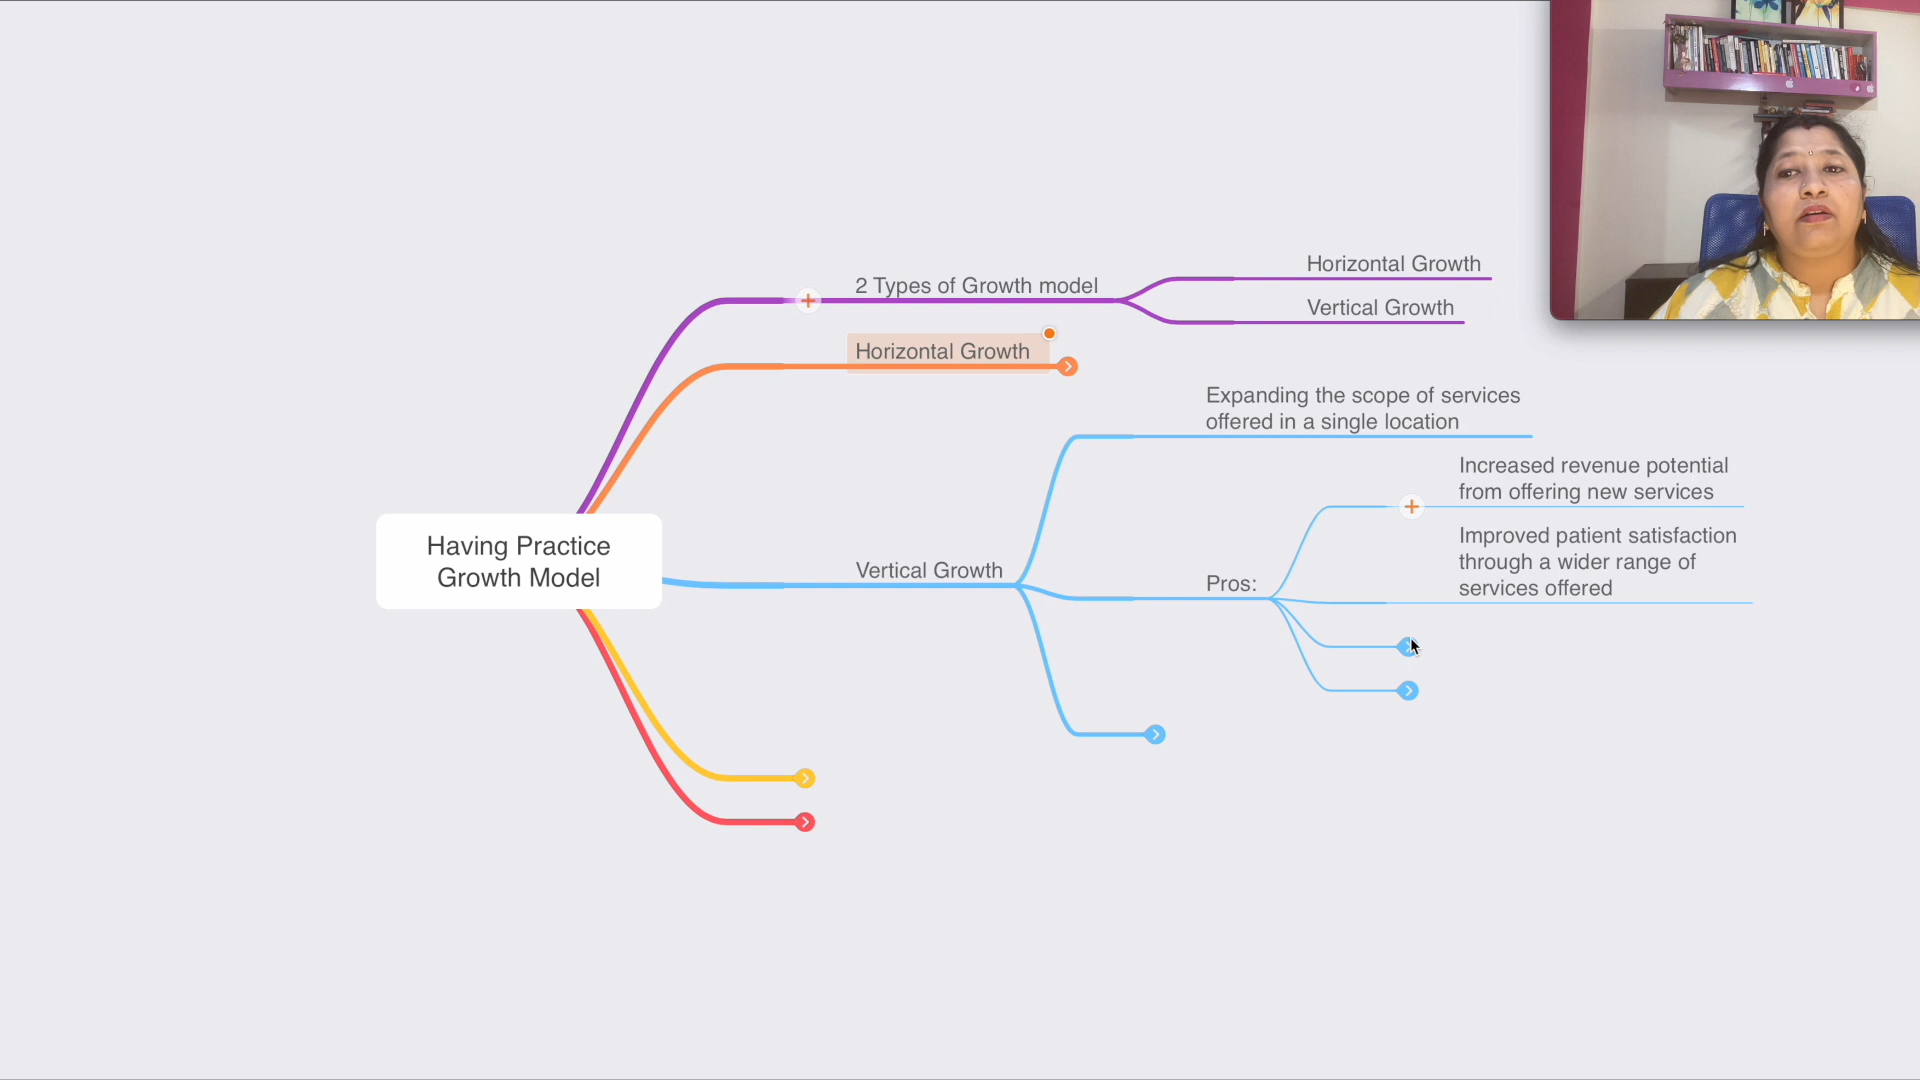 2 Types of Growth model
Horizontal Growth
Vertical Growth
Horizontal Growth
Having Practice
Growth Model
Vertical Growth
Expanding the scope of services
offered in a single location
Pros:
Increased revenue potential
from offering new services
Improved patient satisfaction
through a wider range of
services offered